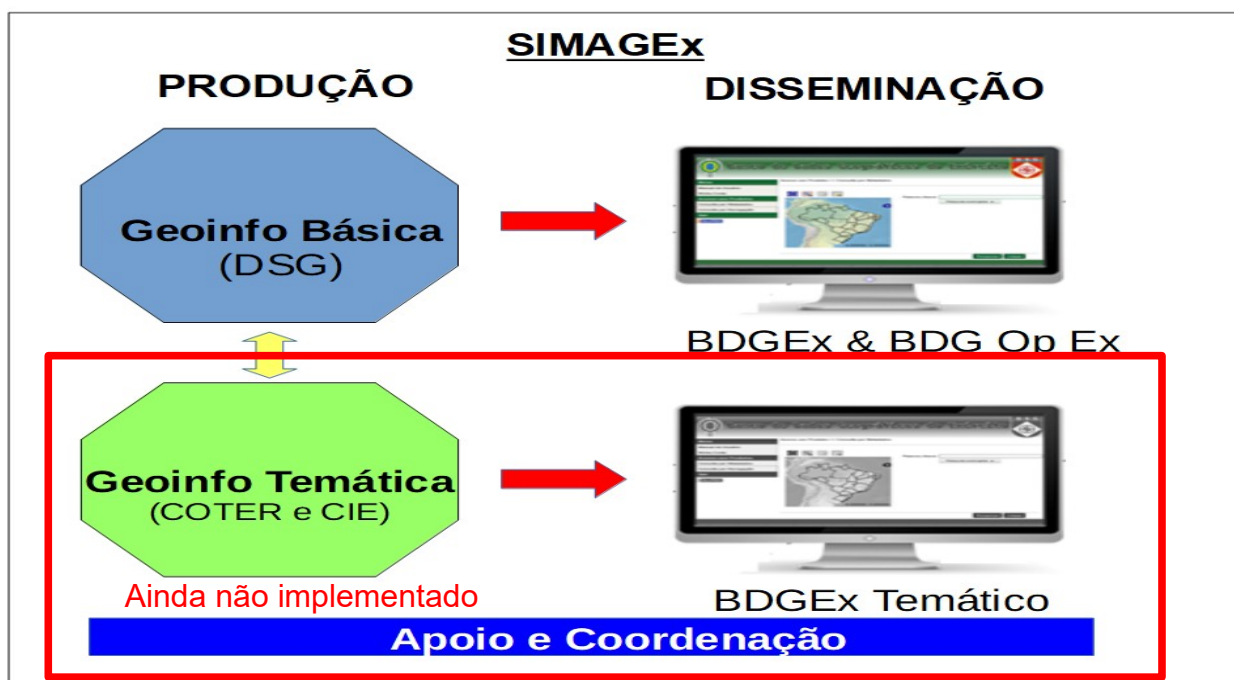 SIMAGEx
PRODUÇÃO
DISSEMINAÇÃO
Geoinfo Básica
(DSG)
BDGEx & BDG Op Ex
Geoinfo Temática
(COTER e CIE)
Ainda não implementado
BDGEx Temático
Apoio e Coordenação